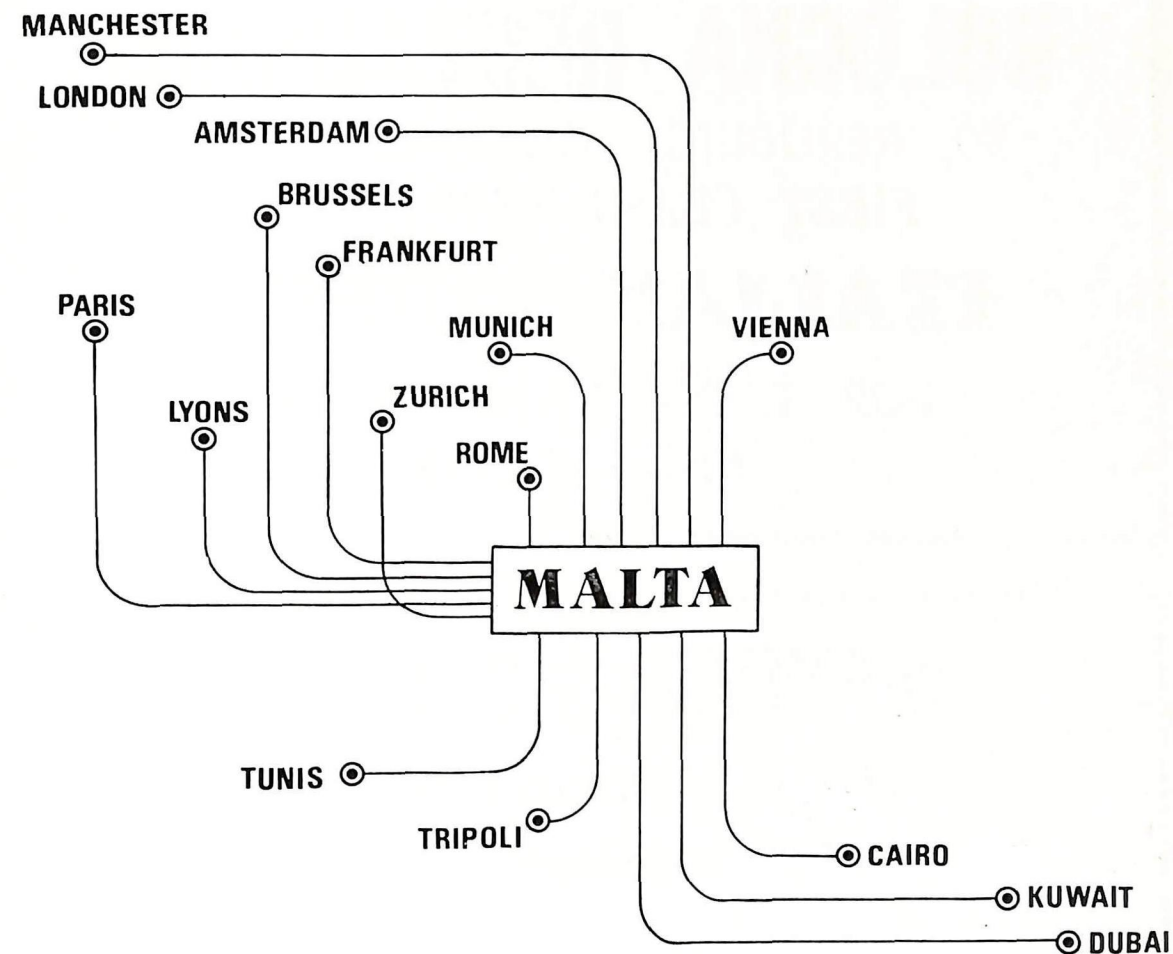 MANCHESTER
LONDON
AMSTERDAM
BRUSSELS
FRANKFURT
PARIS
MUNICH
VIENNA
ZURICH
LYONS
ROME
MALTA
TUNIS
TRIPOLI
CAIRO
KUWAIT
DUBAI